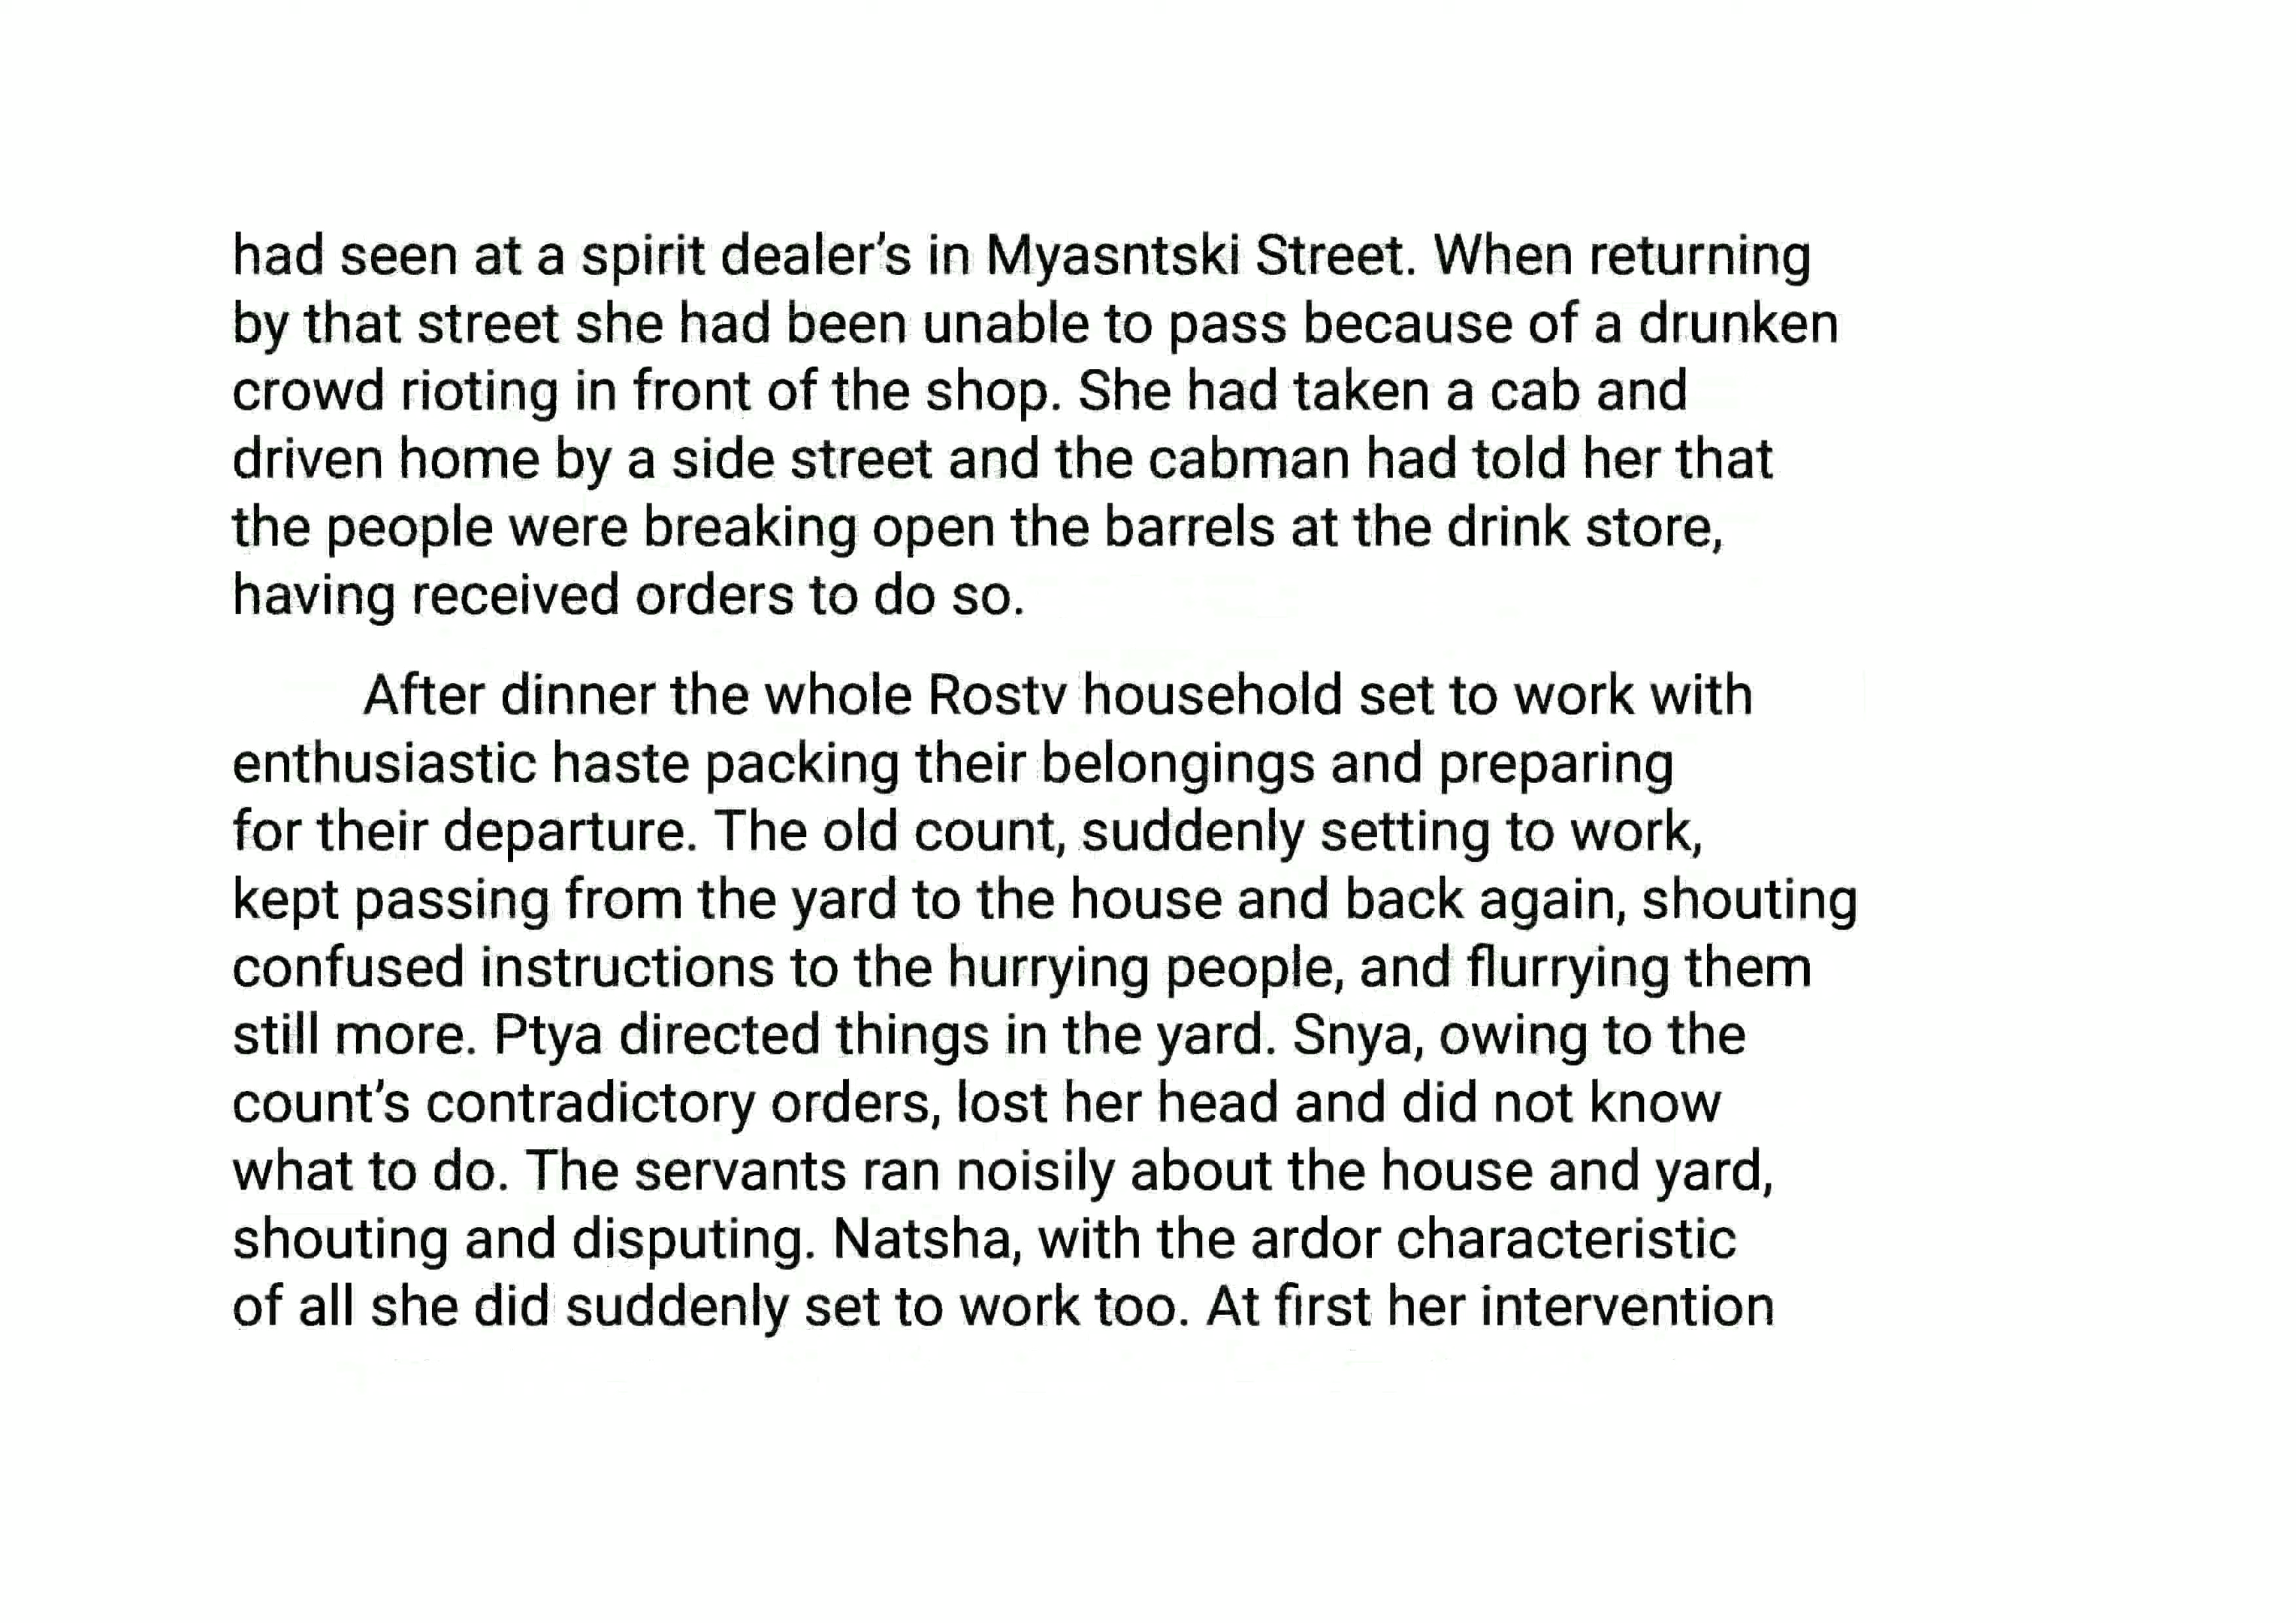 had seen at a spirit dealer's in Myasntski Street. When returning
by that street she had been unable to pass because of a drunken
crowd rioting in front of the shop. She had taken a cab and
driven home by a side street and the cabman had told her that
the people were breaking open the barrels at the drink store,
having received orders to do so.
After dinner the whole Rostv household set to work with
enthusiastic haste packing their belongings and preparing
for their departure. The old count, suddenly setting to work,
kept passing from the yard to the house and back again, shouting
confused instructions to the hurrying people, and flurrying them
still more. Ptya directed things in the yard. Snya, owing to the
count's contradictory orders, lost her head and did not know
what to do. The servants ran noisily about the house and yard,
shouting and disputing. Natsha, with the ardor characteristic
of all she did suddenly set to work too. At first her intervention